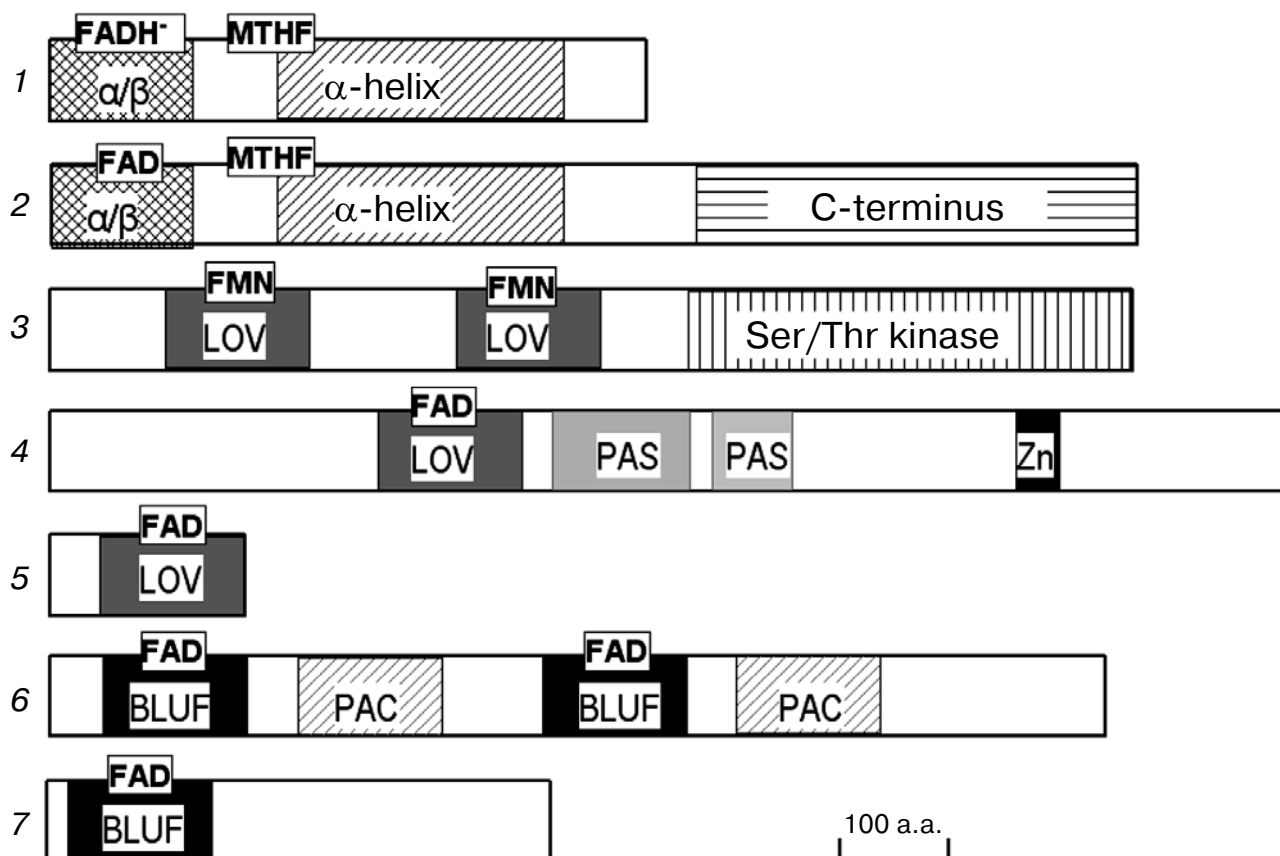 FADH- MTHF
1 α/β α-helix
FAD MTHF
2 α/β α-helix C-terminus
FMN FMN
3 LOV LOV Ser/Thr kinase
FAD
4 LOV PAS PAS Zn
FAD
5 LOV
FAD FAD
6 BLUF PAC BLUF PAC
FAD
7 BLUF 100 a.a.